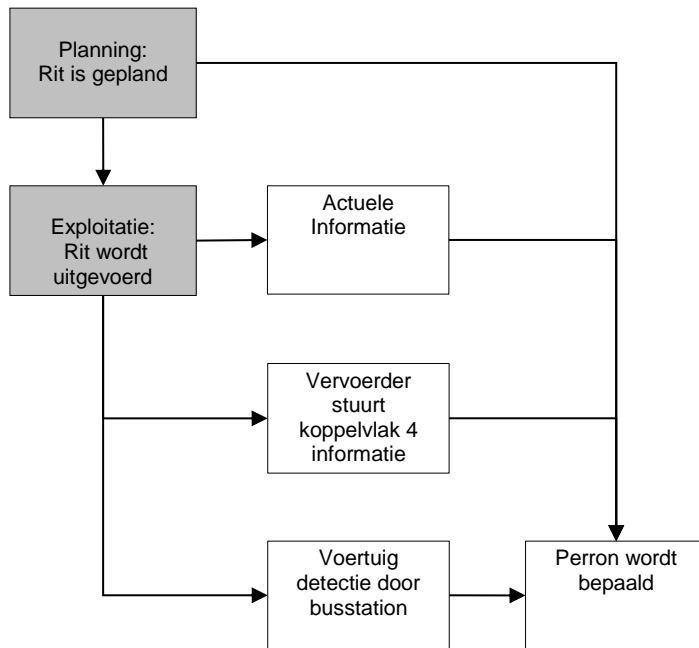 Planning:
Rit is gepland
Exploitatie:
Rit wordt
uitgevoerd
Actuele
Informatie
Vervoerder
stuurt
koppelvlak 4
informatie
Voertuig
detectie door
busstation
Perron wordt
bepaald